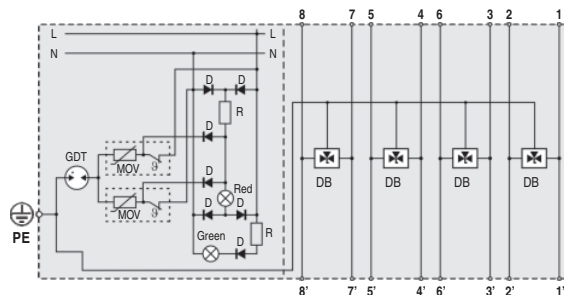 8 7 5 4 6 3 2 1
L L
N N
D D D
R
D
GDT
MOV ϑ
D
Red
DB DB DB DB
MOV ϑ
D D
PE
Green D R
8' 7' 5' 4' 6' 3' 2' 1'